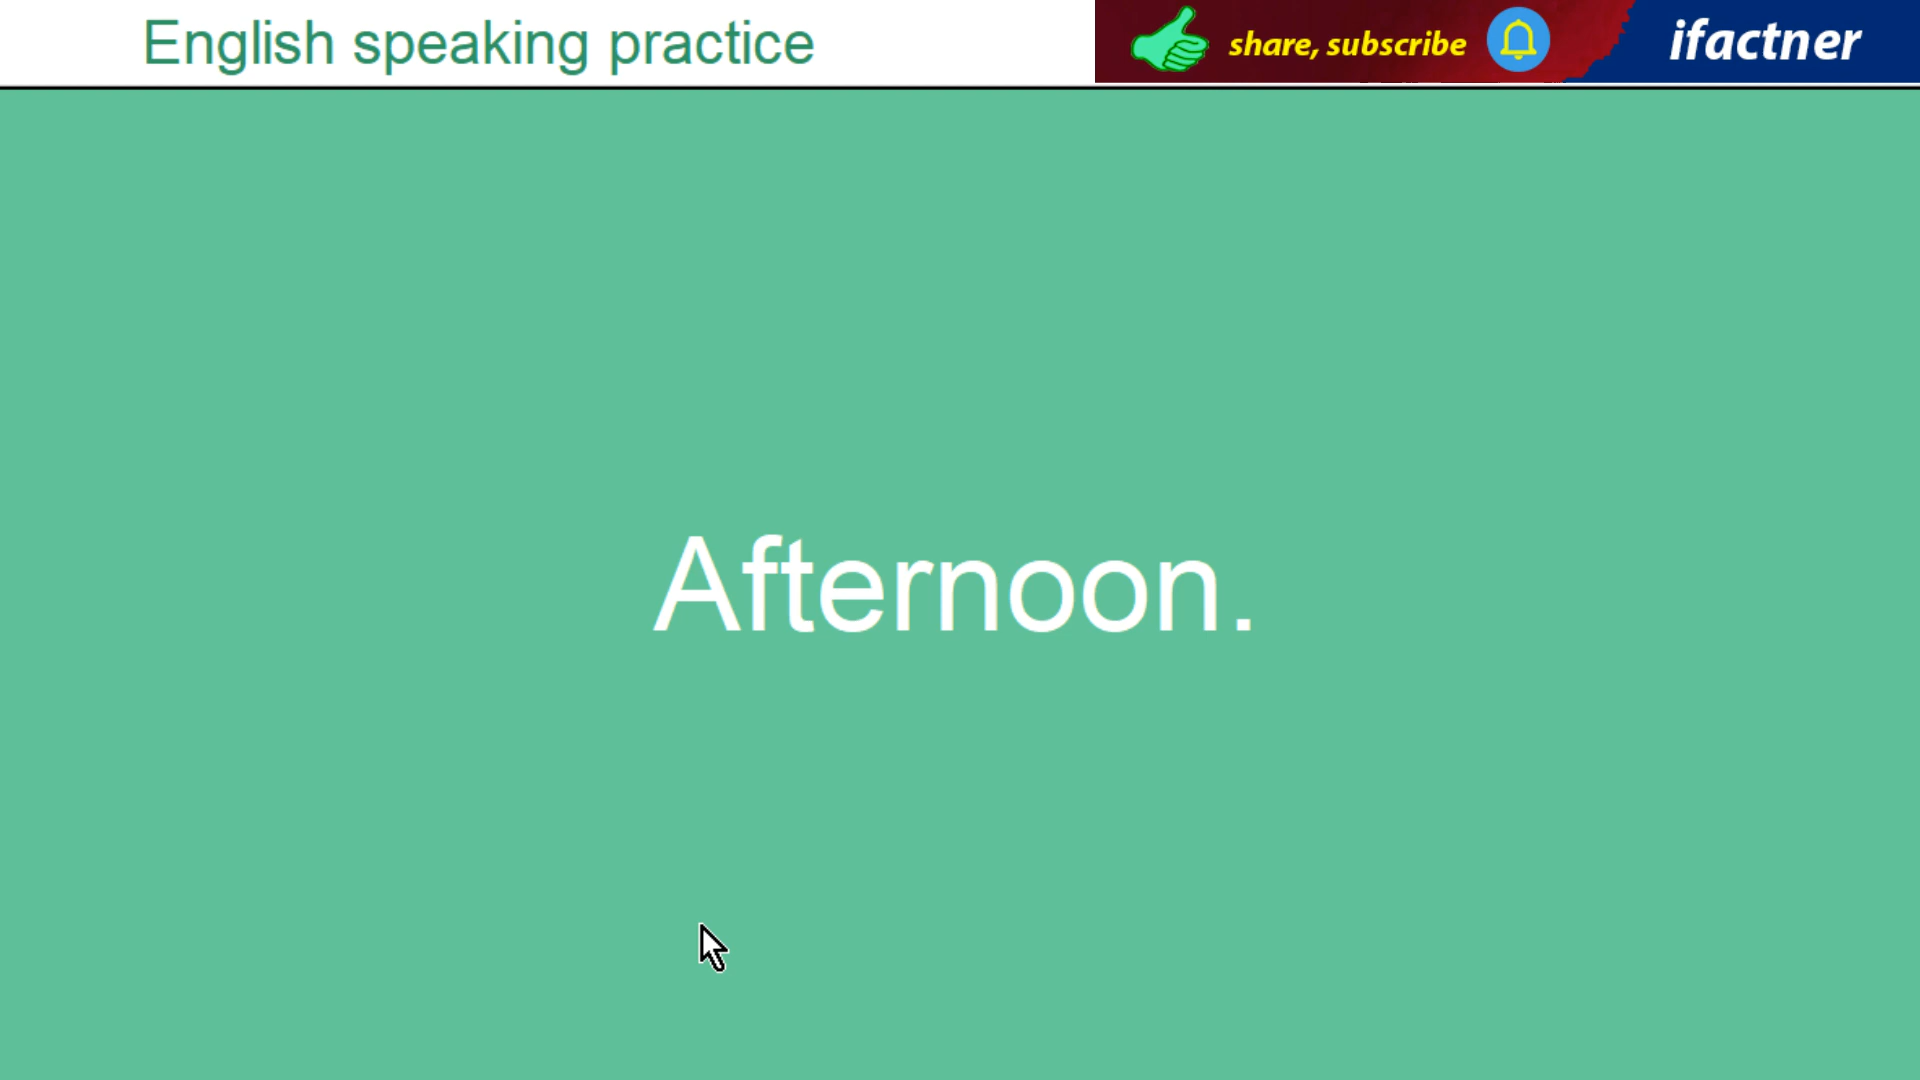 English speaking practice
share, subscribe
ifactner
Afternoon.